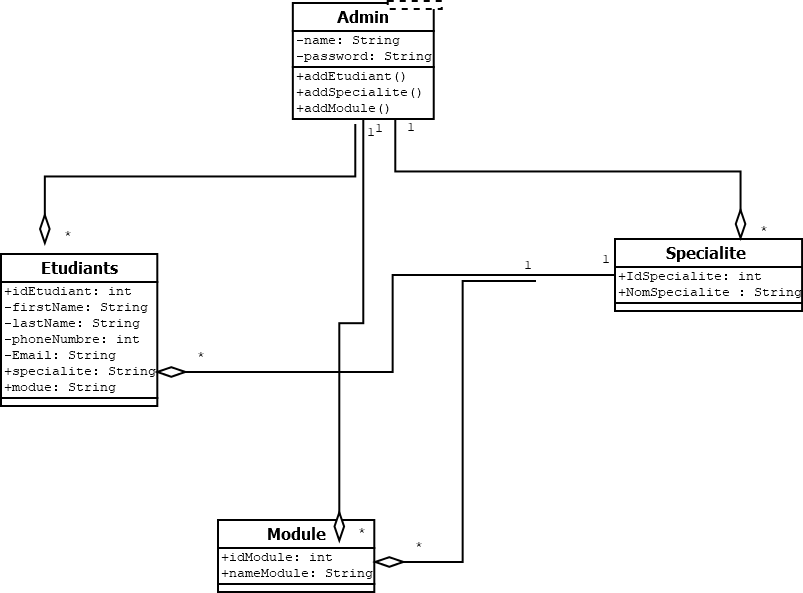 Admin
-name: String
-password: String
+addEtudiant()
+addSpecialite()
+addModule()
1 1 1
*
*
Etudiants
+idEtudiant: int
-firstName: String
-lastName: String
-phoneNumbre: int
-Email: String
+specialite: String
+modue: String
*
1
1
Specialite
+IdSpecialite: int
+NomSpecialite : String
Module
*
+idModule: int
+nameModule: String
*